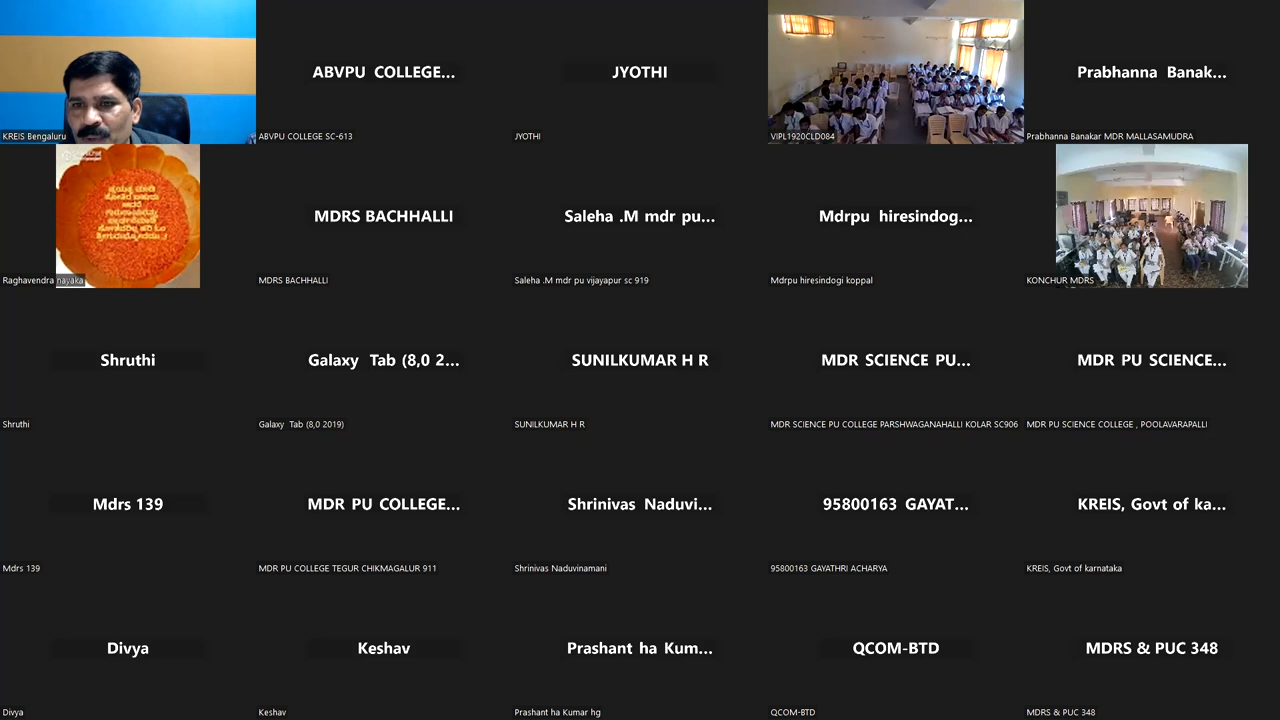 KREIS Bengaluru
ABVPU COLLEGE...
ABVPU COLLEGE SC-613
JYOTHI
JYOTHI
VIPL1920CLD084
Prabhanna Banak...
Prabhanna Banakar MDR MALLASAMUDRA
Raghavendra nayaka
MDRS BACHHALLI
MDRS BACHHALLI
Saleha .M mdr pu...
Saleha .M mdr pu vijayapur sc 919
Mdrpu hiresindog...
Mdrpu hiresindogi koppal
KONCHUR MDRS
Shruthi
Shruthi
Galaxy Tab (8,0 2...
Galaxy Tab (8,0 2019)
SUNILKUMAR H R
SUNILKUMAR H R
MDR SCIENCE PU...
MDR SCIENCE PU COLLEGE PARSHWAGANAHALLI KOLAR SC906
MDR PU SCIENCE...
MDR PU SCIENCE COLLEGE , POOLAVARAPALLI
Mdrs 139
Mdrs 139
MDR PU COLLEGE...
MDR PU COLLEGE TEGUR CHIKMAGALUR 911
Shrinivas Naduvi...
Shrinivas Naduvinamani
95800163 GAYAT...
95800163 GAYATHRI ACHARYA
KREIS, Govt of ka...
KREIS, Govt of karnataka
Divya
Divya
Keshav
Keshav
Prashant ha Kum...
Prashant ha Kumar hg
QCOM-BTD
QCOM-BTD
MDRS & PUC 348
MDRS & PUC 348